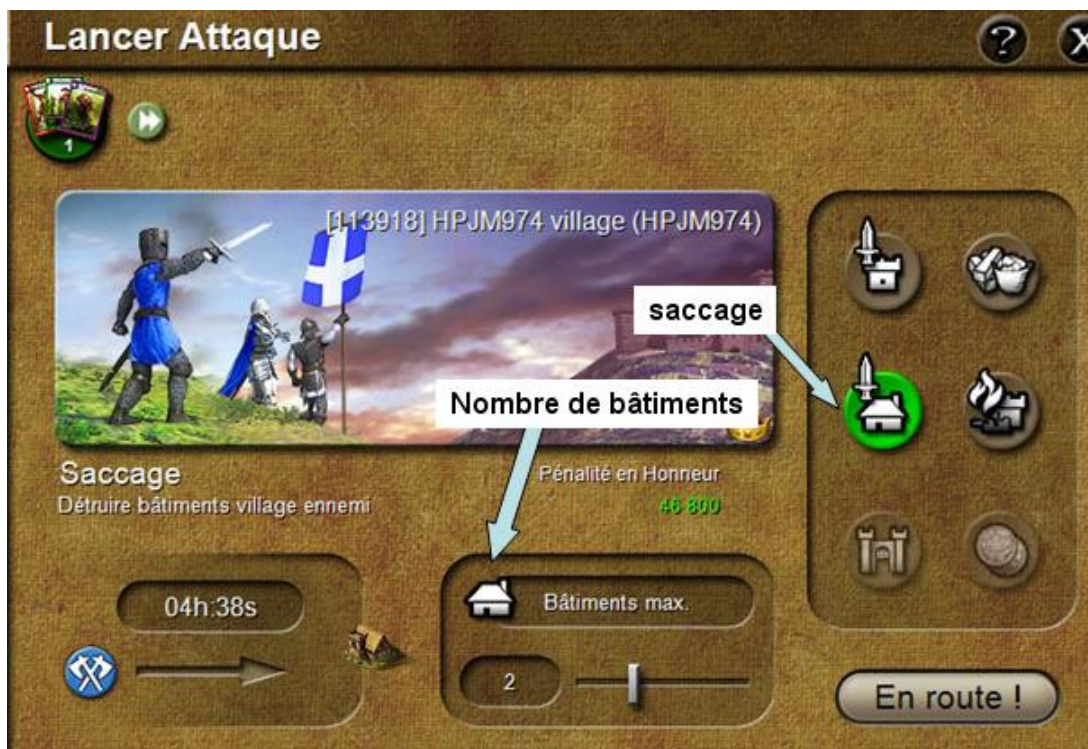 Lancer Attaque
?
X
1
[113918] HPJM974 village (HPJM974)
saccage
Nombre de bâtiments
Saccage
Détruire bâtiments village ennemi
Pénalité en Honneur
46 800
04h:38s
Bâtiments max.
2
En route !